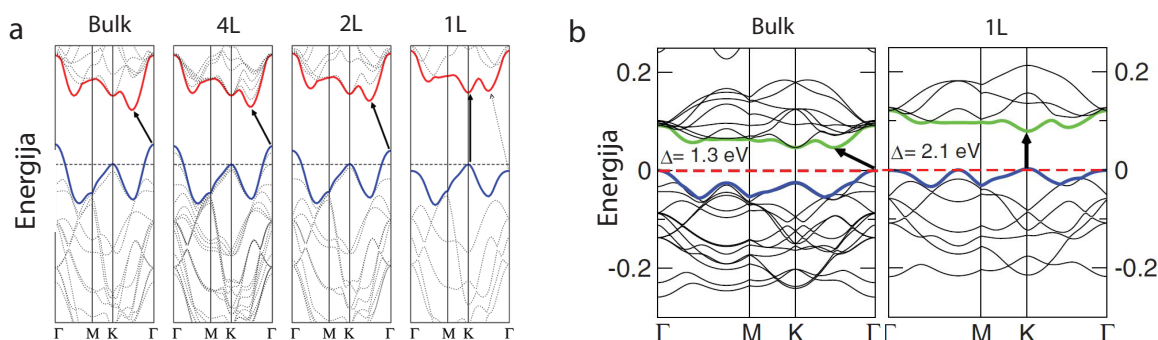 a
Bulk 4L 2L 1L
Energija
Γ M K Γ Γ M K Γ Γ M K Γ Γ M K Γ
b
Bulk 1L
Energija
0.2 0.2
Δ= 1.3 eV Δ= 2.1 eV
0 0
-0.2 -0.2
Γ M K Γ M K Γ